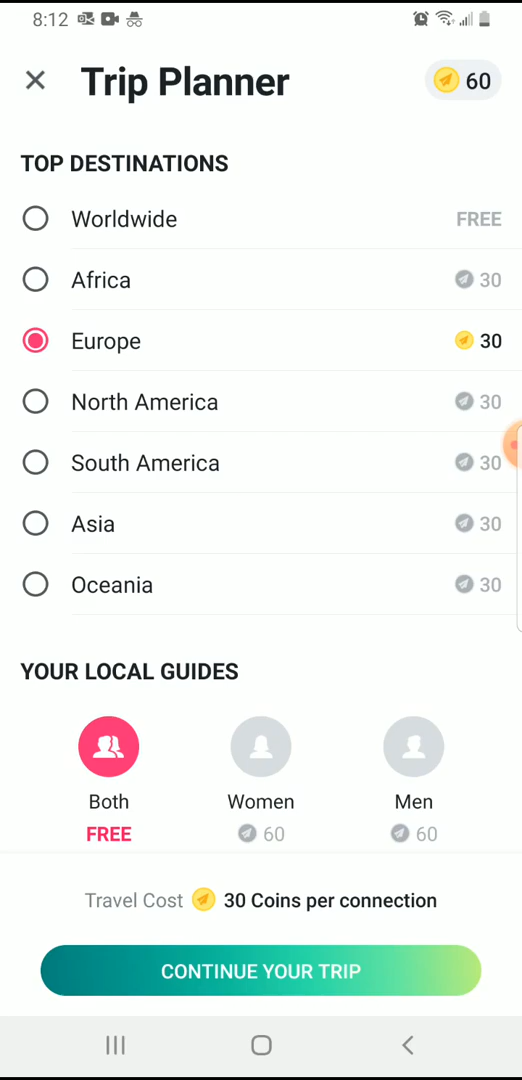 8:12
Trip Planner
60
TOP DESTINATIONS
Worldwide FREE
Africa 30
Europe 30
North America 30
South America 30
Asia 30
Oceania 30
YOUR LOCAL GUIDES
Both Women Men
FREE 60 60
Travel Cost 30 Coins per connection
CONTINUE YOUR TRIP